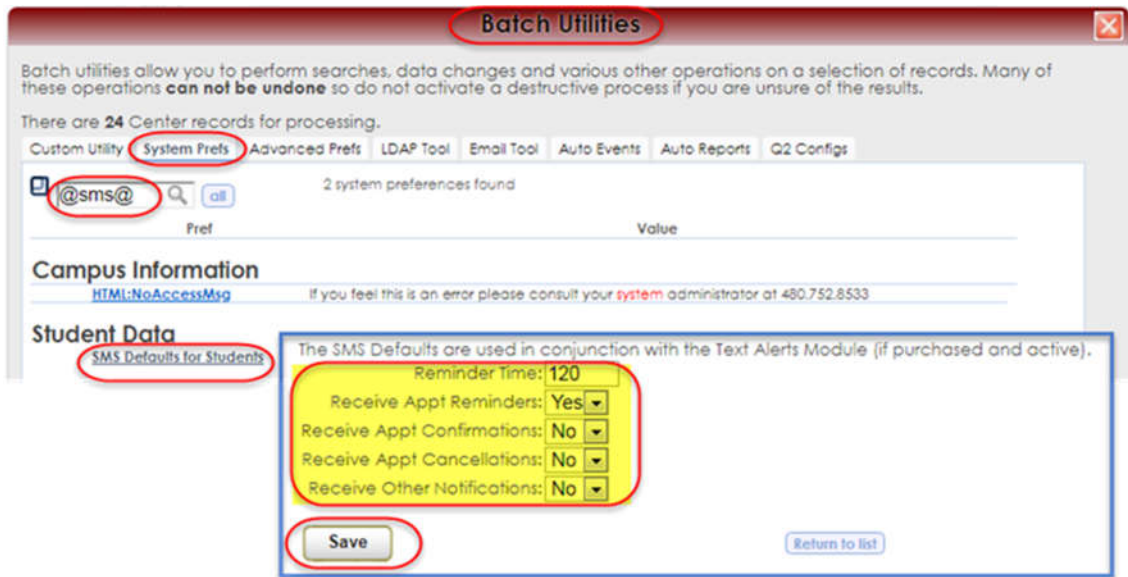 Batch Utilities
Batch utilities allow you to perform searches, data changes and various other operations on a selection of records. Many of
these operations can not be undone so do not activate a destructive process if you are unsure of the results.
There are 24 Center records for processing.
Custom Utility System Prefs Advanced Prefs LDAP Tool Email Tool Auto Events Auto Reports Q2 Configs
@sms@ all 2 system preferences found
Pref Value
Campus Information
HTML:NoAccessMsg If you feel this is an error please consult your system administrator at 480.752.8533
Student Data
SMS Defaults for Students
The SMS Defaults are used in conjunction with the Text Alerts Module (if purchased and active).
Reminder Time: 120
Receive Appt Reminders: Yes
Receive Appt Confirmations: No
Receive Appt Cancellations: No
Receive Other Notifications: No
Save Return to list